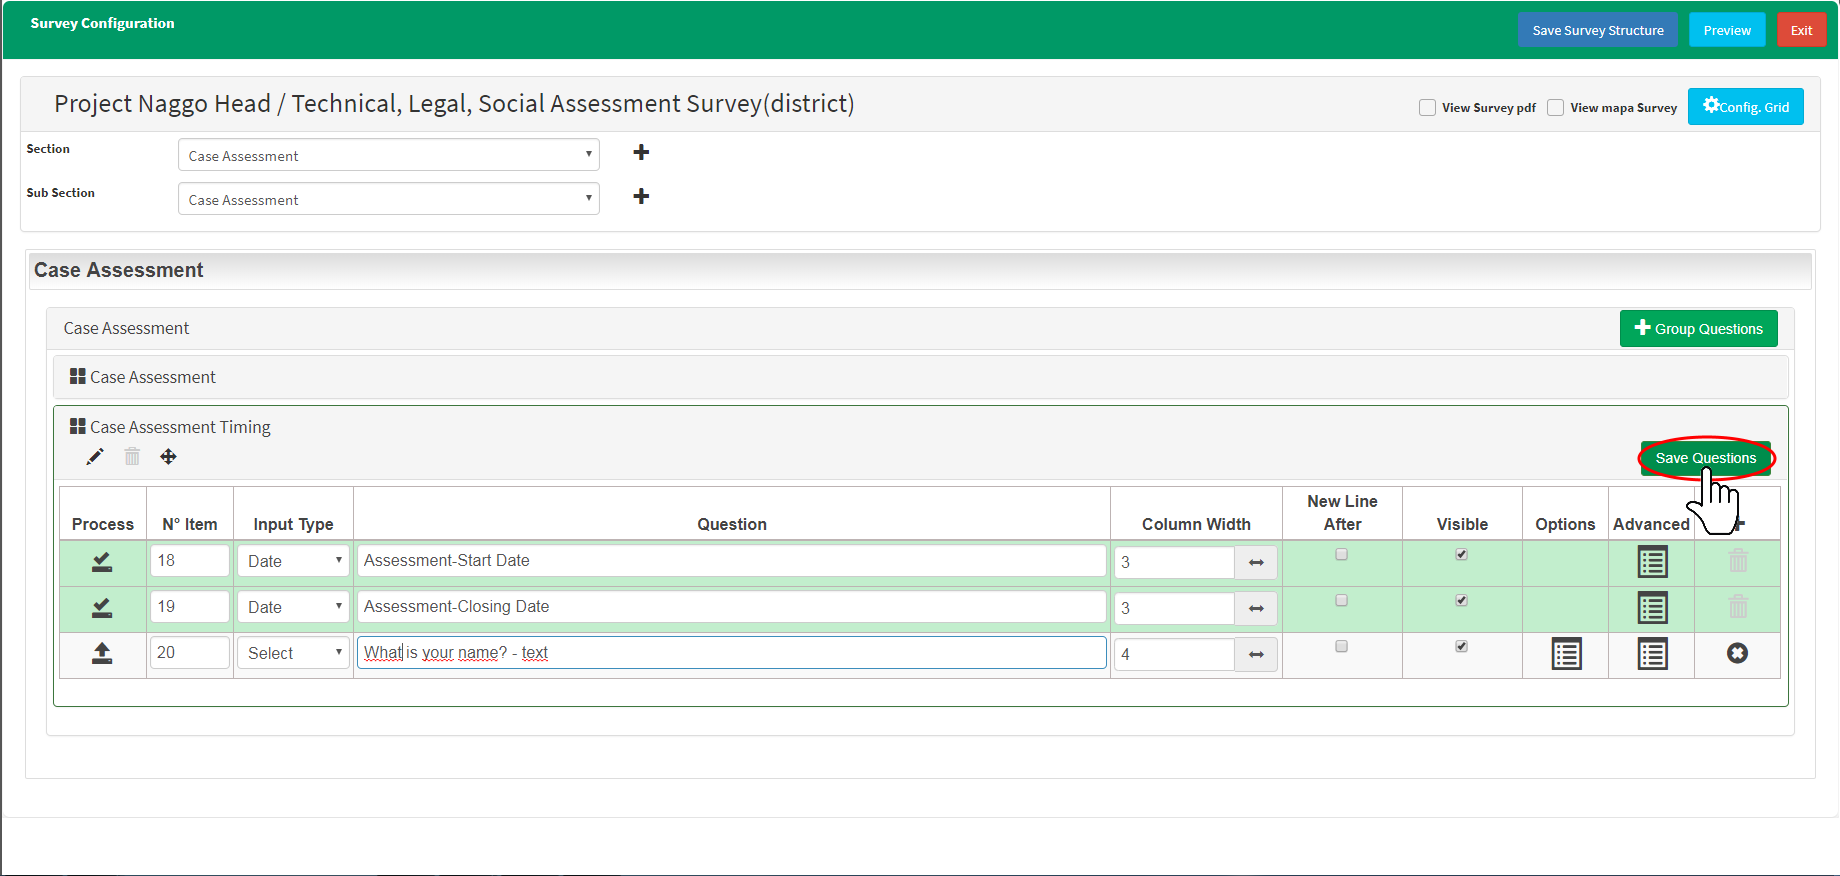 Survey Configuration
Save Survey Structure
Preview
Exit
Project Naggo Head / Technical, Legal, Social Assessment Survey(district)
View Survey pdf
View mapa Survey
Config. Grid
Section
Case Assessment
Sub Section
Case Assessment
Case Assessment
Case Assessment
Group Questions
Case Assessment
Case Assessment Timing
Save Questions
Process
N° Item
Input Type
Question
Column Width
New Line
After
Visible
Options
Advanced
18
Date
Assessment-Start Date
3
19
Date
Assessment-Closing Date
3
20
Select
What is your name? - text
4